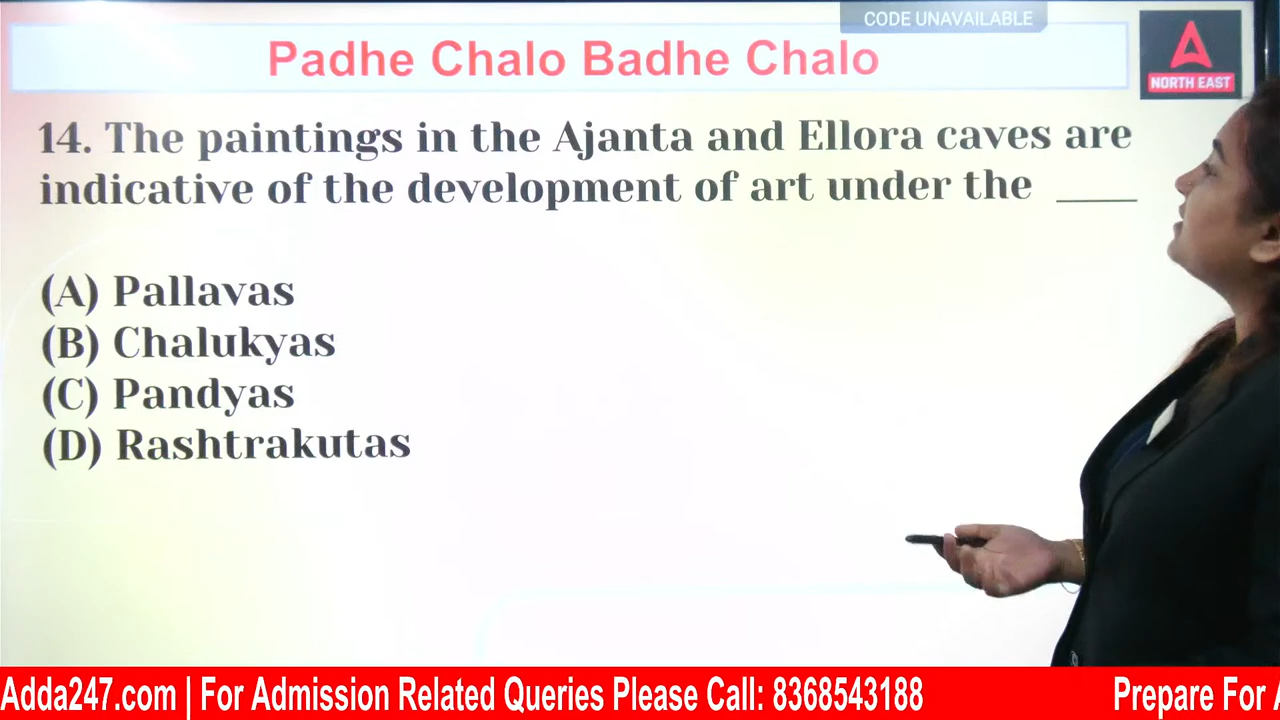 CODE UNAVAILABLE
Padhe Chalo Badhe Chalo
NORTH EAST
14. The paintings in the Ajanta and Ellora caves are
indicative of the development of art under the ____
(A) Pallavas
(B) Chalukyas
(C) Pandyas
(D) Rashtrakutas
Adda247.com | For Admission Related Queries Please Call: 8368543188
Prepare For